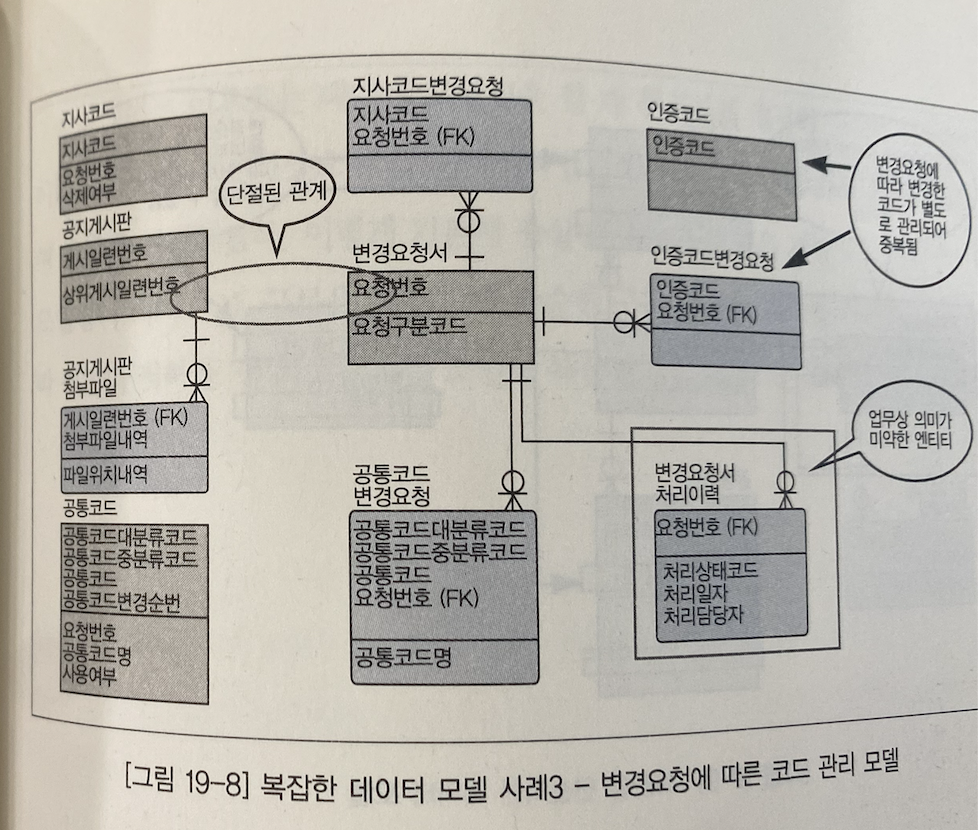 지사코드
지사코드
요청번호
삭제여부
공지게시판
게시일련번호
상위게시일련번호
공지게시판
첨부파일
게시일련번호 (FK)
첨부파일내역
파일위치내역
공통코드
공통코드대분류코드
공통코드중분류코드
공통코드
공통코드변경순번
요청번호
공통코드명
사용여부
단절된 관계
지사코드변경요청
지사코드
요청번호 (FK)
변경요청서
요청번호
요청구분코드
공통코드
변경요청
공통코드대분류코드
공통코드중분류코드
공통코드
요청번호 (FK)
공통코드명
인증코드
인증코드
변경요청에
따라 변경한
코드가 별도
로 관리되어
중복됨
인증코드변경요청
인증코드
요청번호 (FK)
업무상 의미가
미약한 엔티티
변경요청서
처리이력
요청번호 (FK)
처리상태코드
처리일자
처리담당자
[그림 19-8] 복잡한 데이터 모델 사례3 - 변경요청에 따른 코드 관리 모델